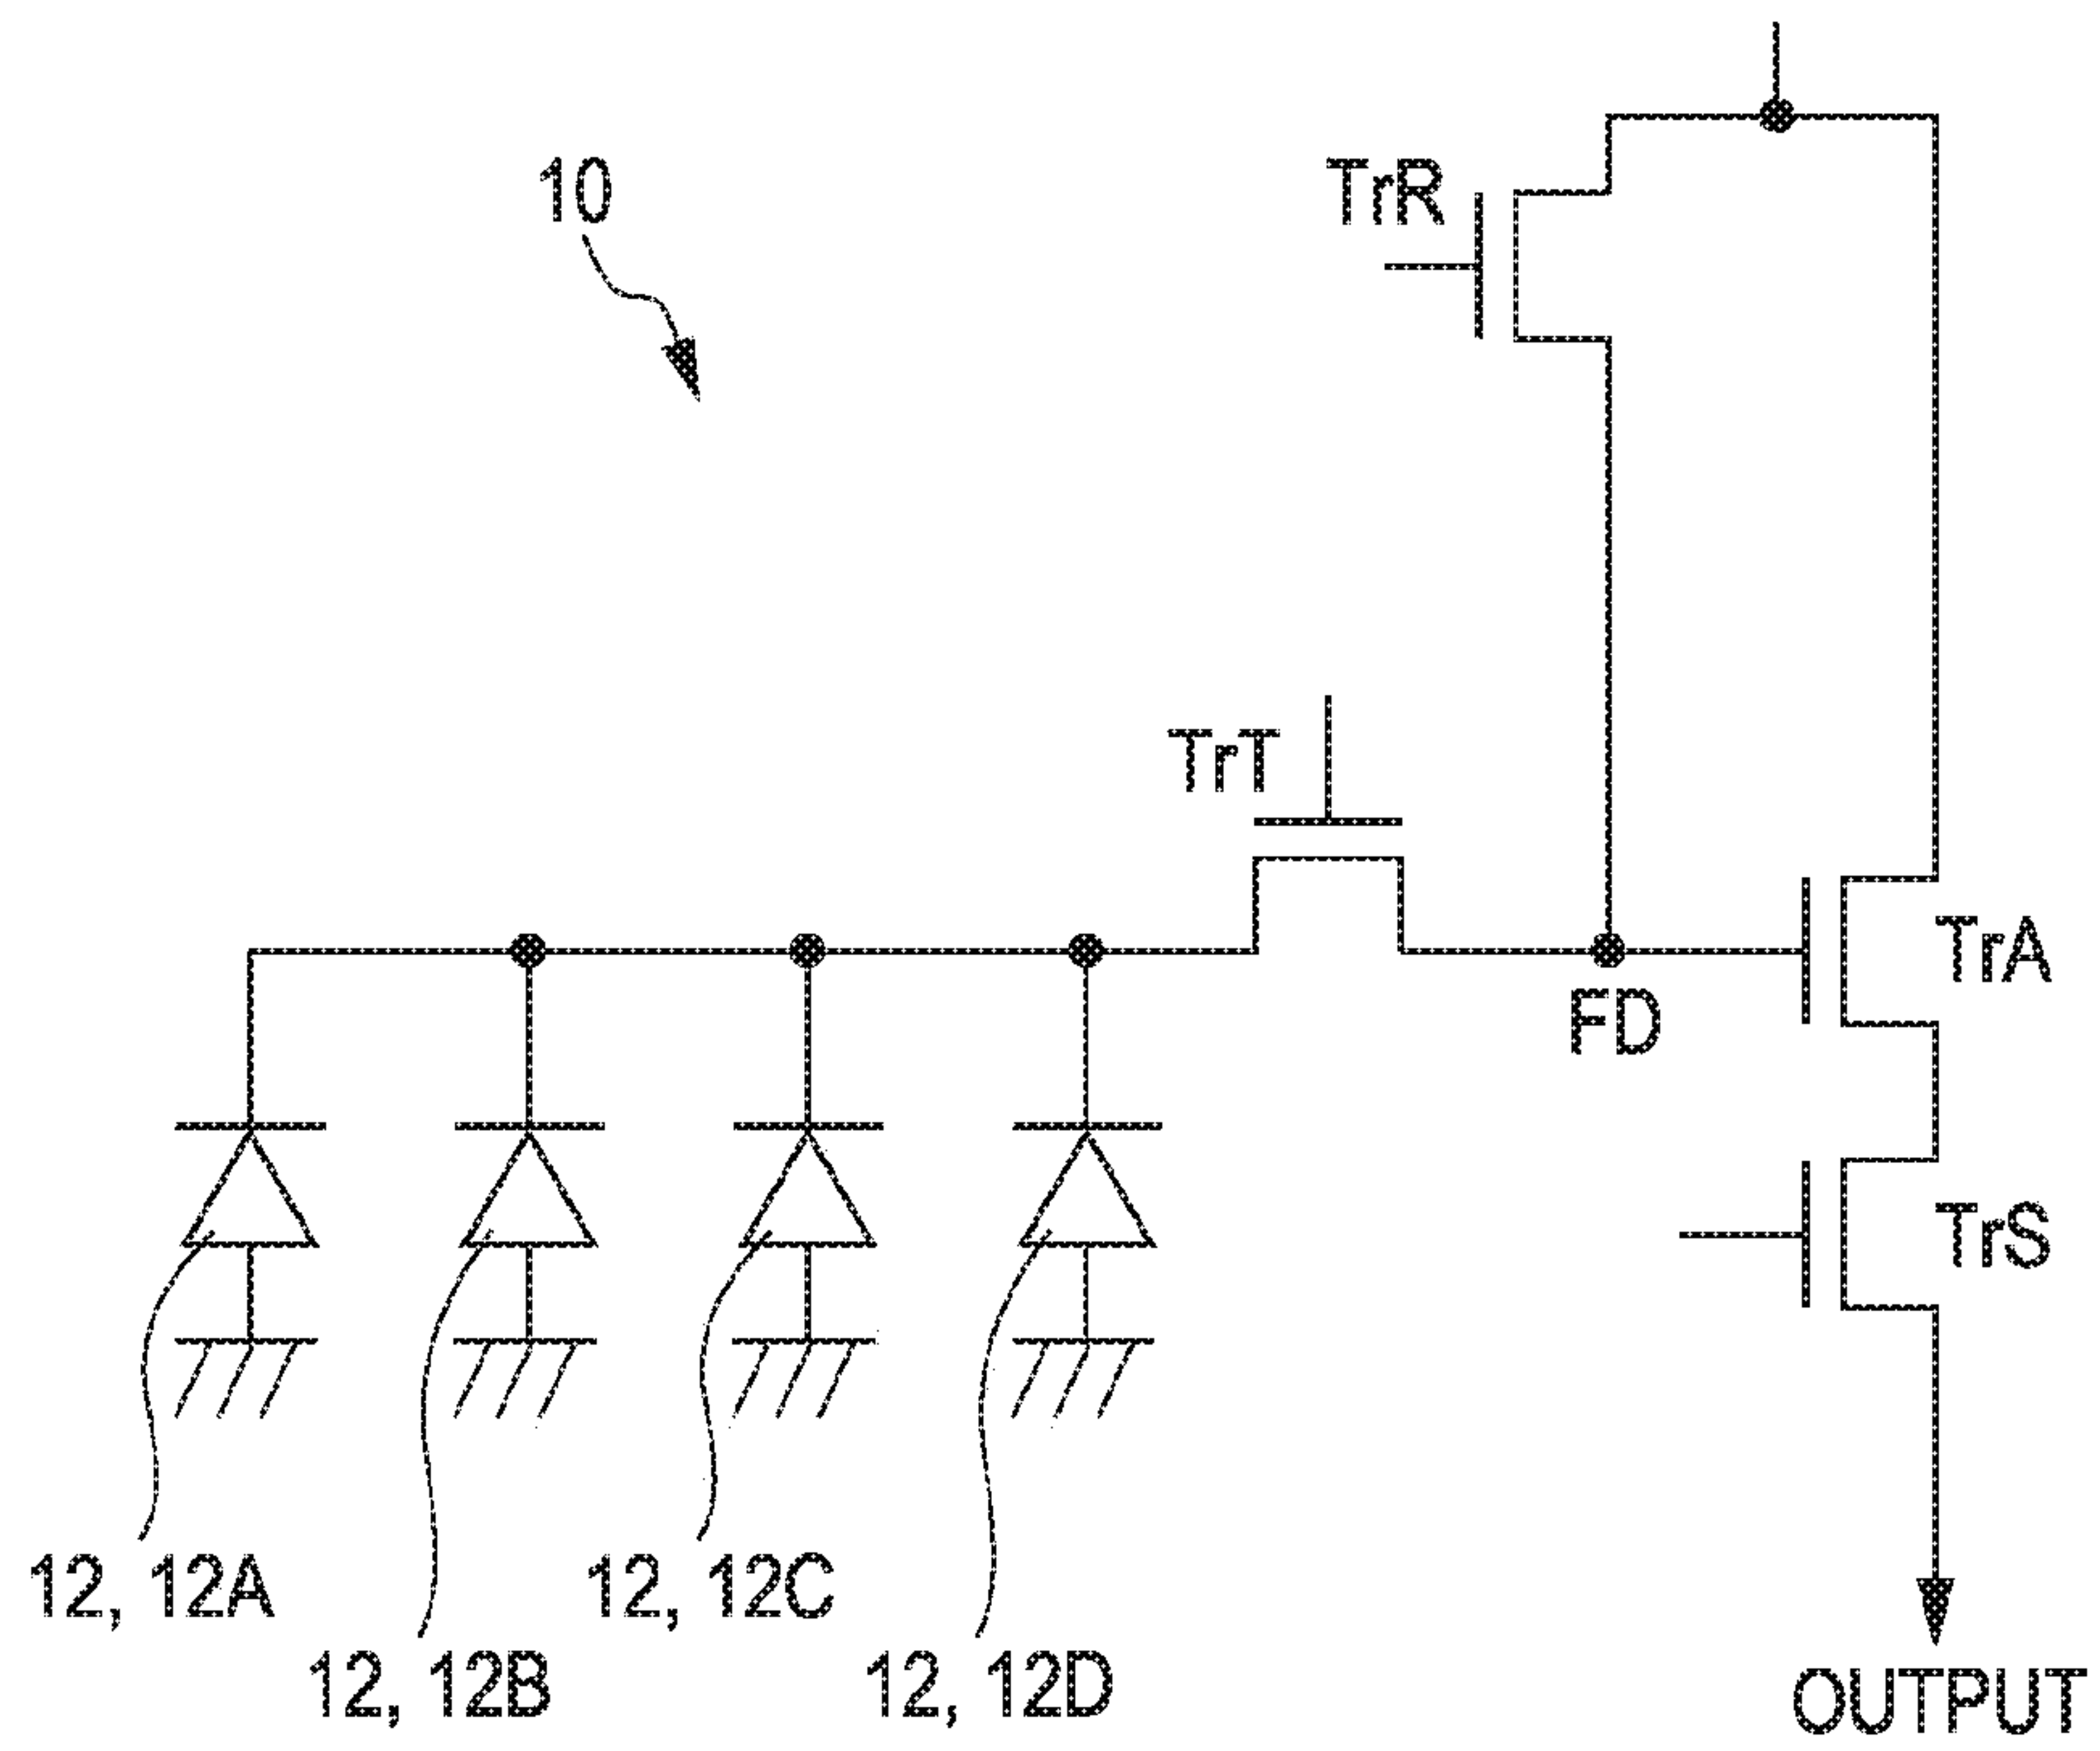 10
TrR
TrT
TrA
FD
TrS
12, 12A
12, 12C
12, 12B
12, 12D
OUTPUT